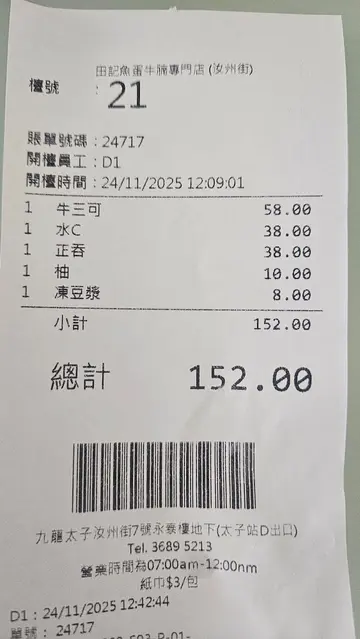 田記魚蛋牛腩專門店 (汝州街)
檯號 : 21
賬單號碼 : 24717
開檯員工 : D1
開檯時間 : 24/11/2025 12:09:01
1 牛三可 58.00
1 水C 38.00
1 正吞 38.00
1 柚 10.00
1 凍豆漿 8.00
小計 152.00
總計 152.00
九龍太子汝州街7號永泰樓地下(太子站D出口)
Tel. 3689 5213
營業時間為07:00am-12:00nm
紙巾$3/包
D1 : 24/11/2025 12:42:44
單號 : 24717